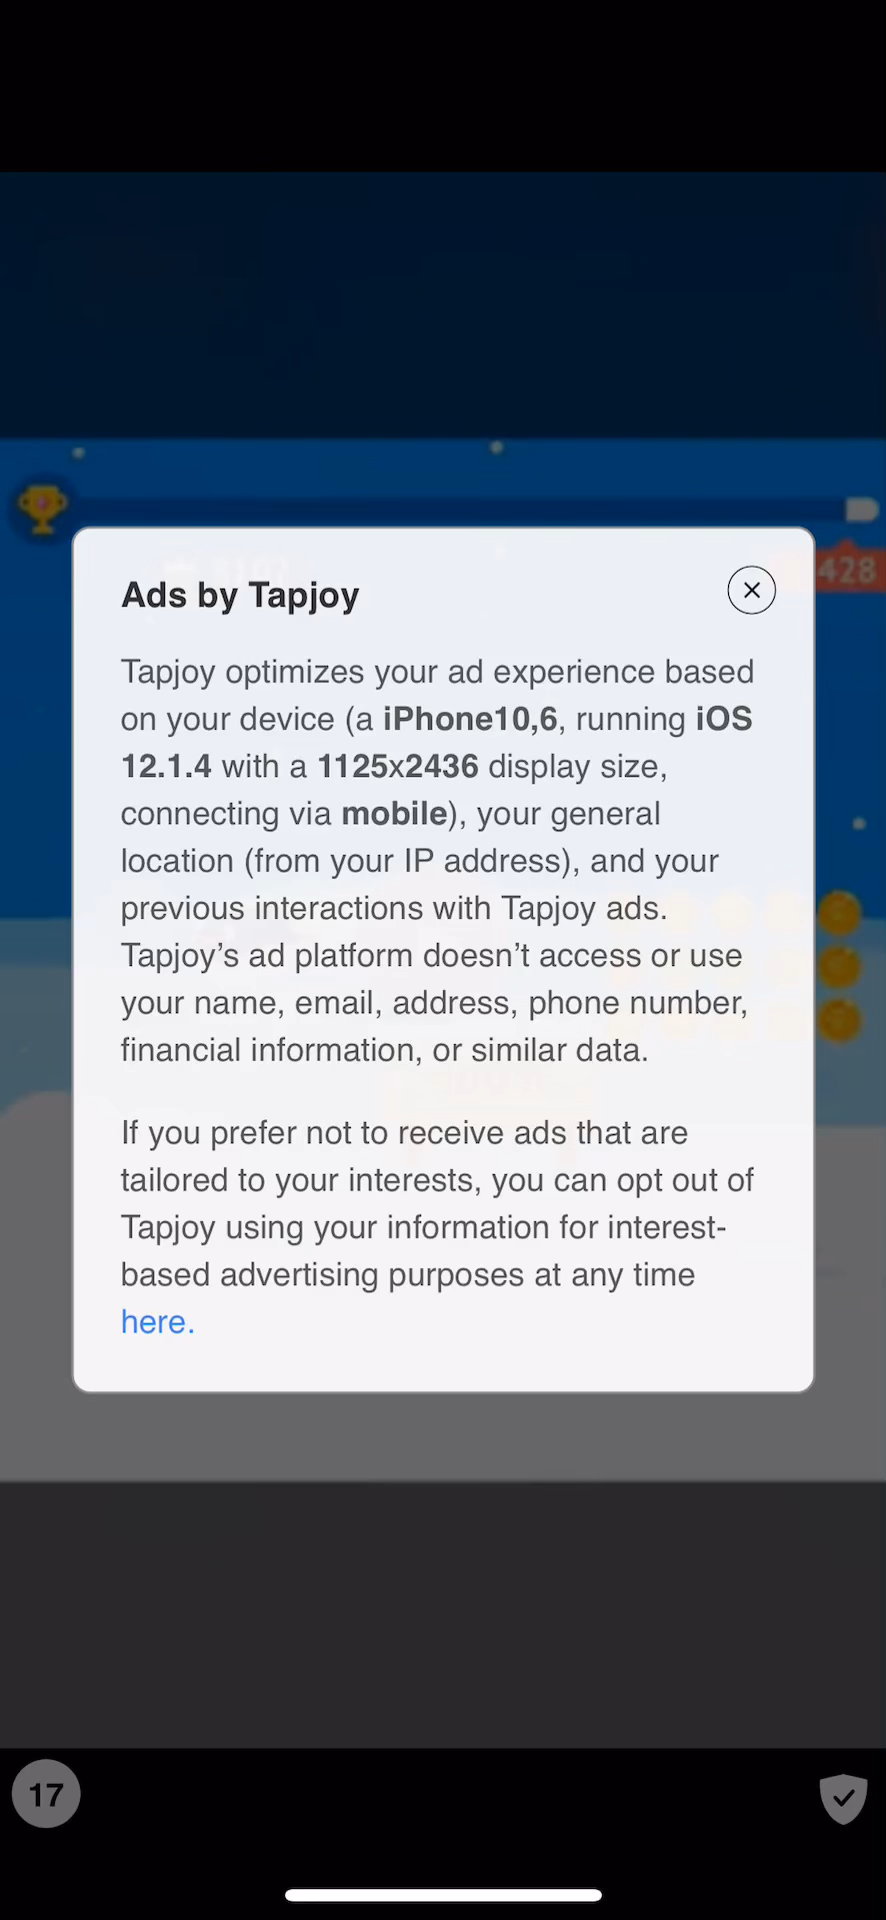 428
Ads by Tapjoy
Tapjoy optimizes your ad experience based
on your device (a iPhone10,6, running iOS
12.1.4 with a 1125x2436 display size,
connecting via mobile), your general
location (from your IP address), and your
previous interactions with Tapjoy ads.
Tapjoy’s ad platform doesn’t access or use
your name, email, address, phone number,
financial information, or similar data.
If you prefer not to receive ads that are
tailored to your interests, you can opt out of
Tapjoy using your information for interest-
based advertising purposes at any time
here.
17